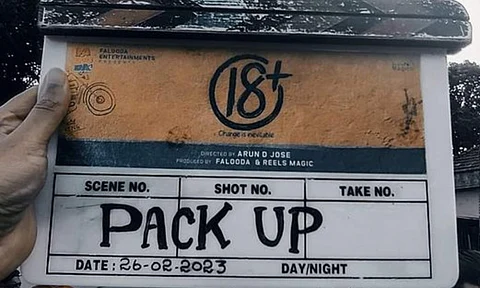 FALOODA
ENTERTAINMENTS
PRESENTS
18+
Change is inevitable
DIRECTED BY ARUN D JOSE
PRODUCED BY FALOODA & REELS MAGIC
SCENE NO. SHOT NO. TAKE NO.
PACK UP
DATE : 26-02-2023 DAY/NIGHT